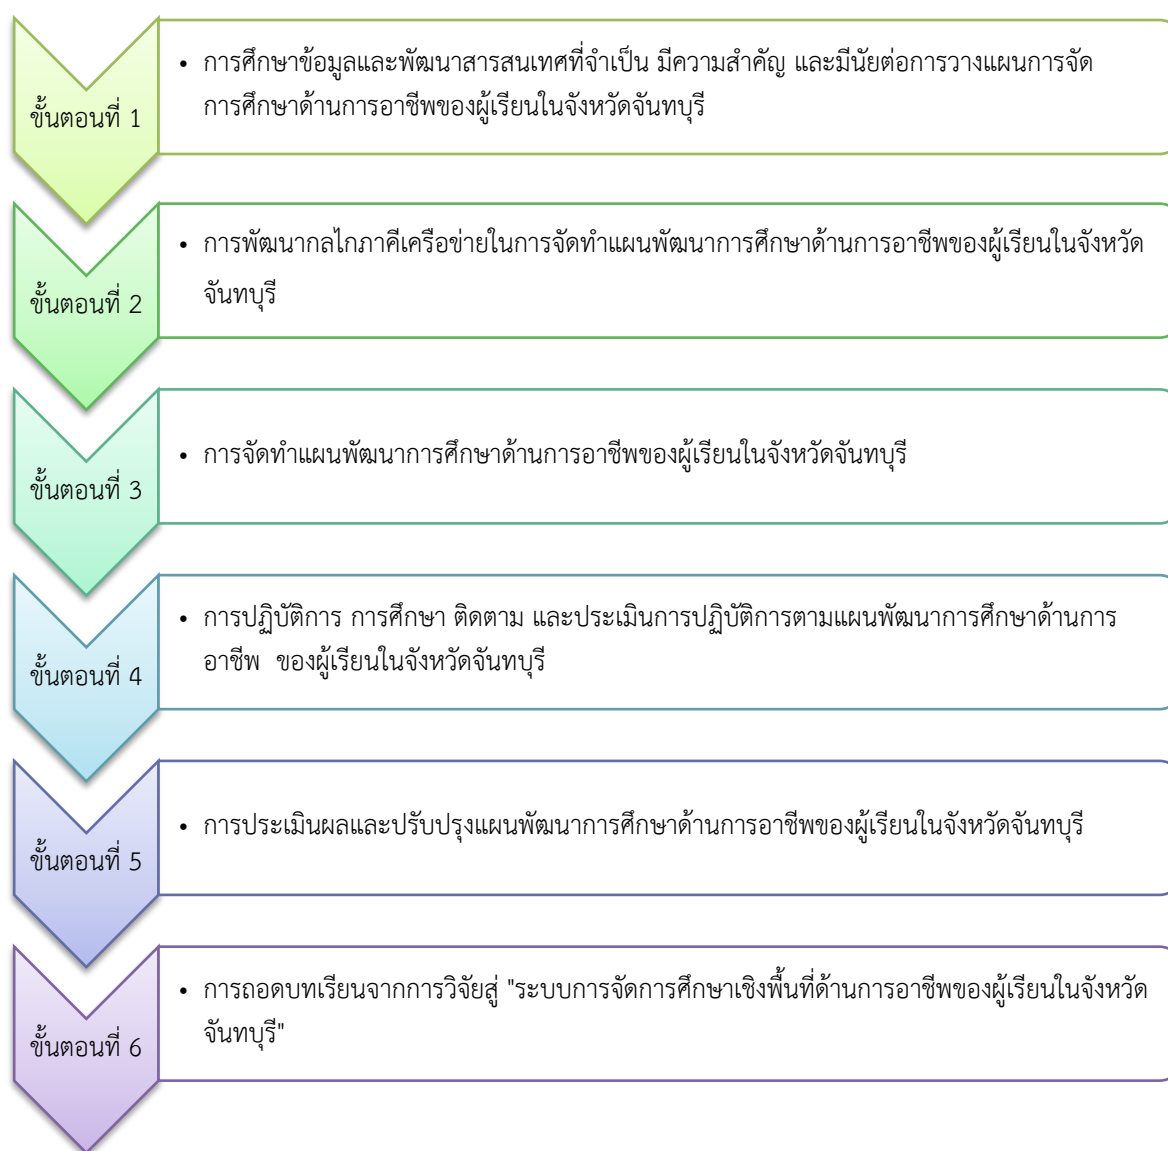 ขั้นตอนที่ 1
• การศึกษาข้อมูลและพัฒนาสารสนเทศที่จำเป็น มีความสำคัญ และมีนัยต่อการวางแผนการจัด
การศึกษาด้านการอาชีพของผู้เรียนในจังหวัดจันทบุรี
ขั้นตอนที่ 2
• การพัฒนากลไกภาคีเครือข่ายในการจัดทำแผนพัฒนาการศึกษาด้านการอาชีพของผู้เรียนในจังหวัด
จันทบุรี
ขั้นตอนที่ 3
• การจัดทำแผนพัฒนาการศึกษาด้านการอาชีพของผู้เรียนในจังหวัดจันทบุรี
ขั้นตอนที่ 4
• การปฏิบัติการ การศึกษา ติดตาม และประเมินการปฏิบัติการตามแผนพัฒนาการศึกษาด้านการ
อาชีพ ของผู้เรียนในจังหวัดจันทบุรี
ขั้นตอนที่ 5
• การประเมินผลและปรับปรุงแผนพัฒนาการศึกษาด้านการอาชีพของผู้เรียนในจังหวัดจันทบุรี
ขั้นตอนที่ 6
• การถอดบทเรียนจากการวิจัยสู่ "ระบบการจัดการศึกษาเชิงพื้นที่ด้านการอาชีพของผู้เรียนในจังหวัด
จันทบุรี"